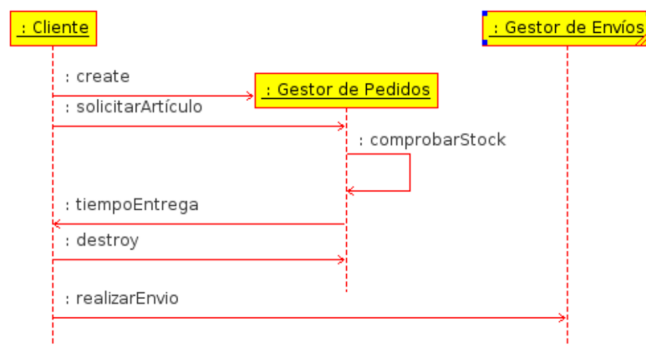 : Cliente
: Gestor de Envíos
: create
: Gestor de Pedidos
: solicitarArtículo
: comprobarStock
: tiempoEntrega
: destroy
: realizarEnvio